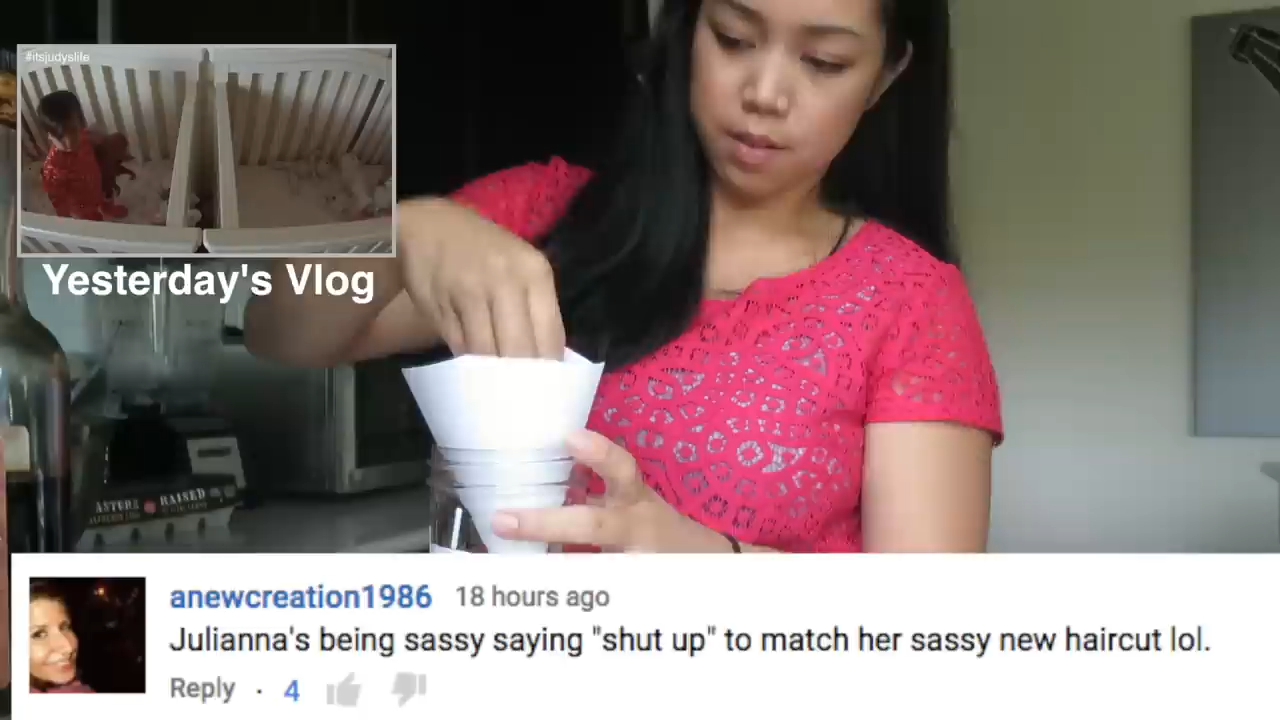 #itsjudyslife
Yesterday's Vlog
RAISED
anewcreation1986 18 hours ago
Julianna's being sassy saying "shut up" to match her sassy new haircut lol.
Reply · 4